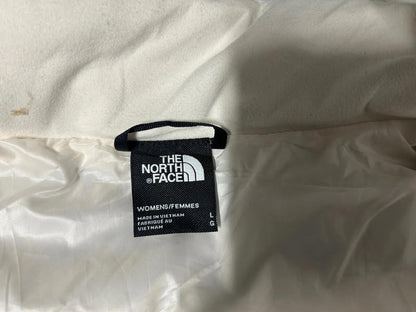 THE
NORTH
®FACE
WOMENS/FEMMES
MADE IN VIETNAM
FABRIQUÉ AU
VIETNAM
L
G